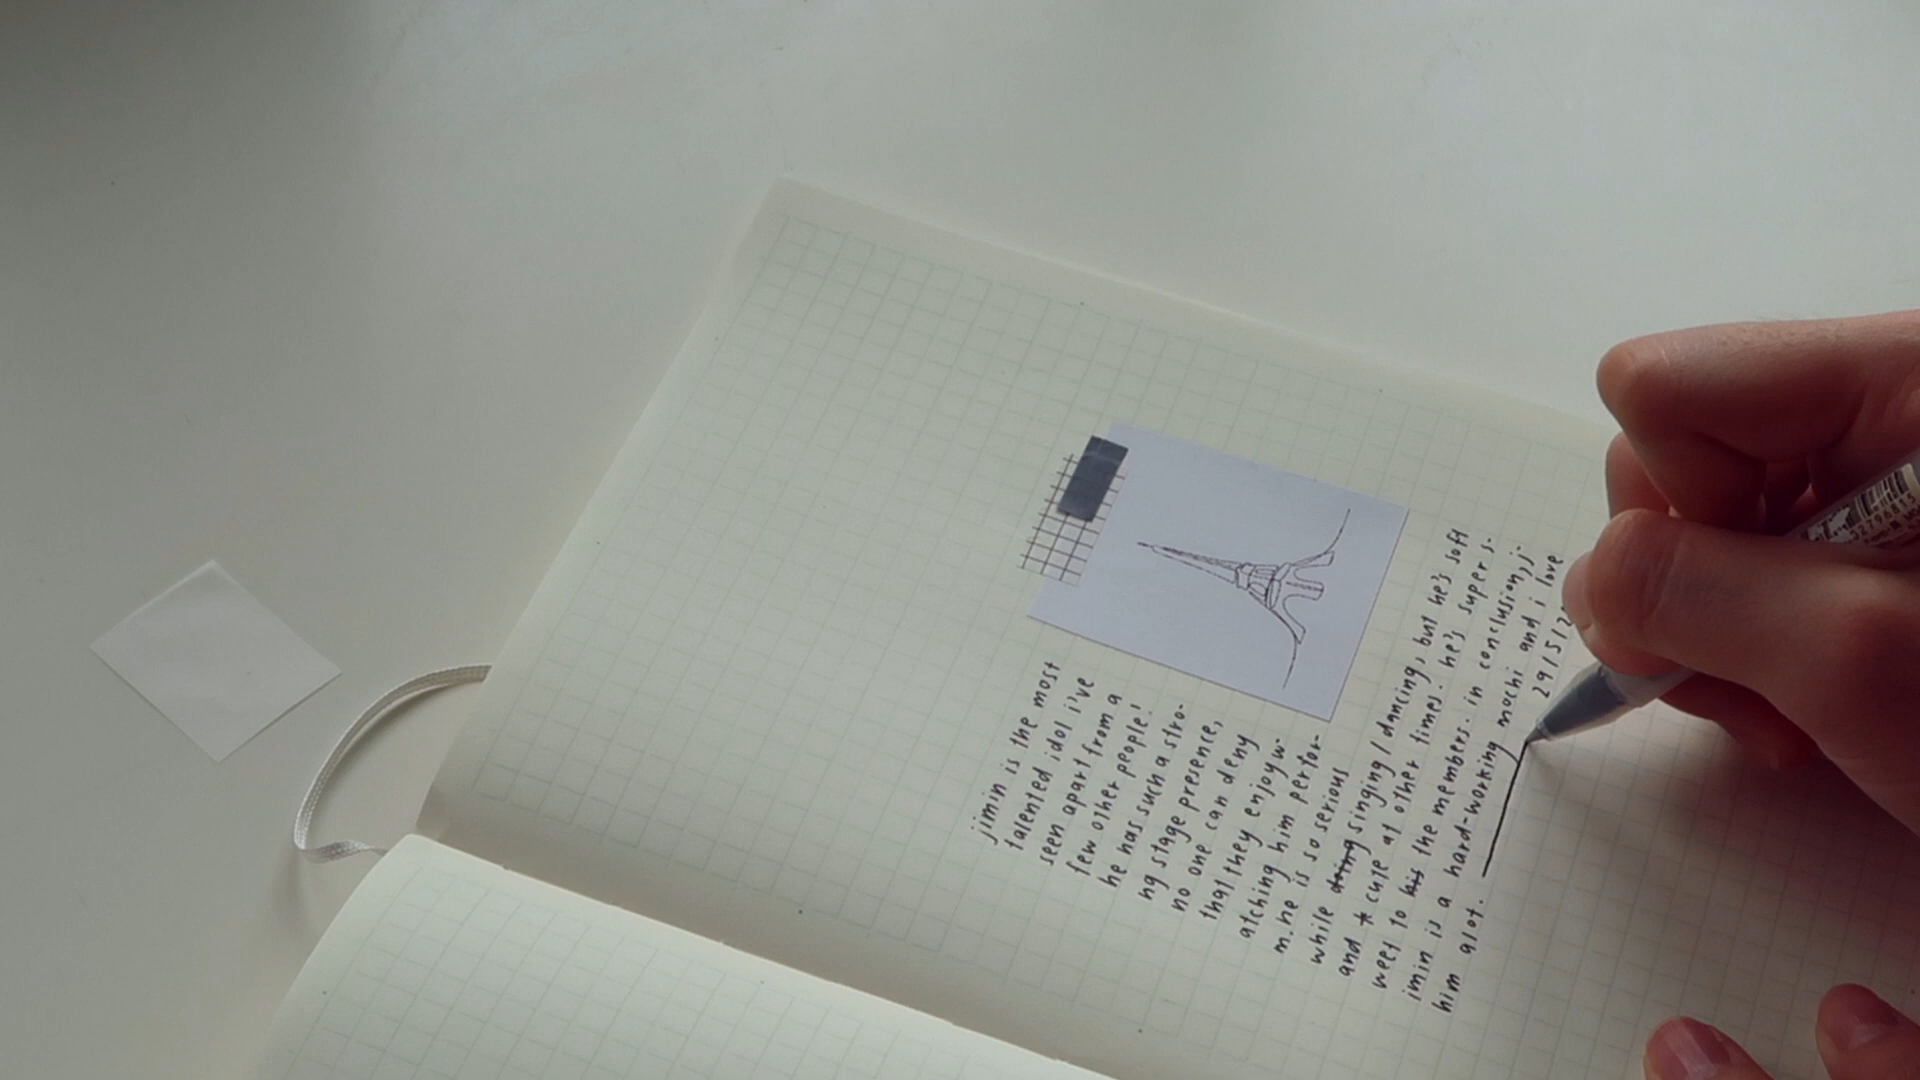 jimin is the most
talented idol i've
seen apart from a
few other people!
he has such a stro-
ng stage presence,
no one can deny
that they enjoy w-
atching him perfor-
m. he is so serious
while doing singing / dancing, but he's soft
and * cute at other times. he's super s-
weet to his the members. in conclusion, j-
imin is a hard-working mochi and i love
him alot.
29/5/2